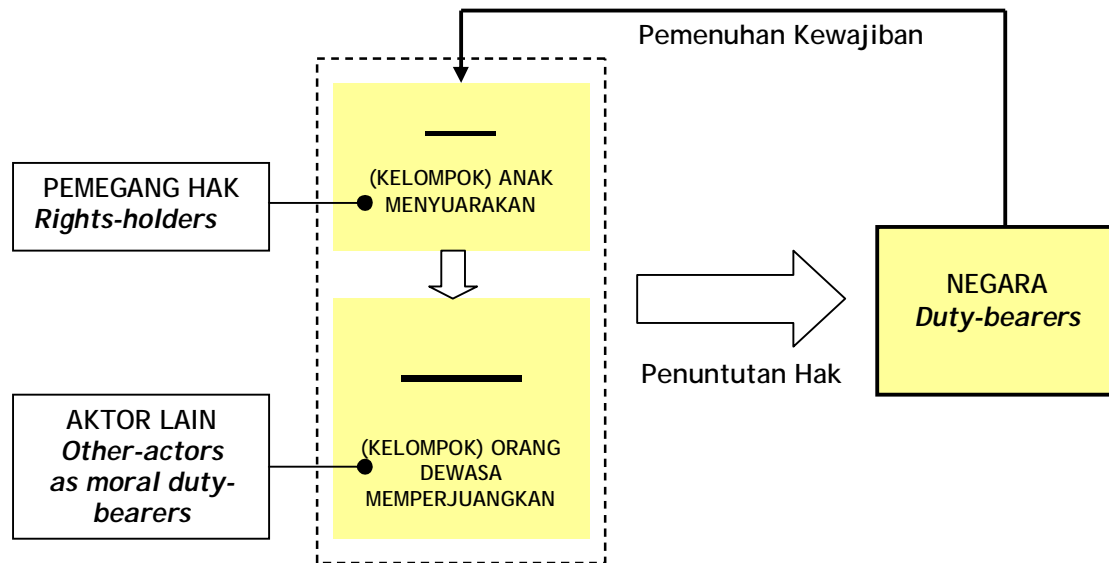 Pemenuhan Kewajiban
PEMEGANG HAK
Rights-holders
(KELOMPOK) ANAK
MENYUARAKAN
NEGARA
Duty-bearers
Penuntutan Hak
AKTOR LAIN
Other-actors
as moral duty-
bearers
(KELOMPOK) ORANG
DEWASA
MEMPERJUANGKAN